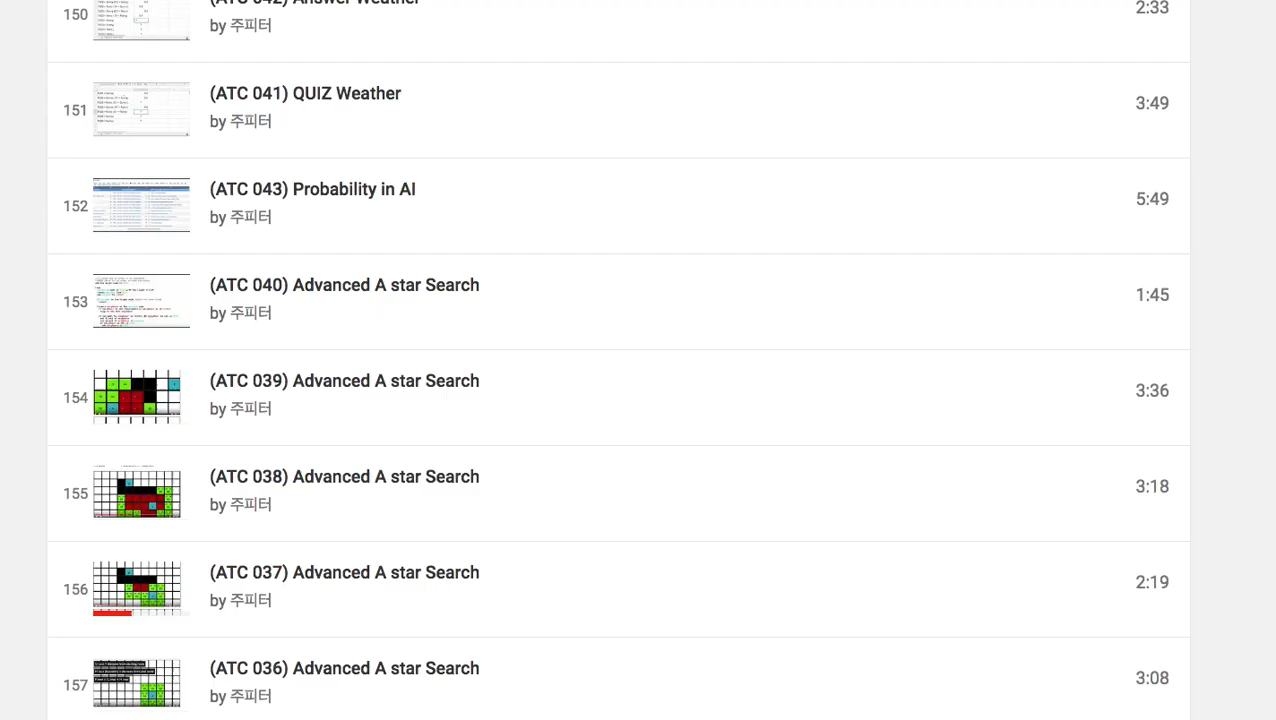 (ATC 042) Answer Weather
150
by 주피터
2:33
151
(ATC 041) QUIZ Weather
by 주피터
3:49
152
(ATC 043) Probability in AI
by 주피터
5:49
153
(ATC 040) Advanced A star Search
by 주피터
1:45
154
(ATC 039) Advanced A star Search
by 주피터
3:36
155
(ATC 038) Advanced A star Search
by 주피터
3:18
156
(ATC 037) Advanced A star Search
by 주피터
2:19
157
(ATC 036) Advanced A star Search
by 주피터
3:08